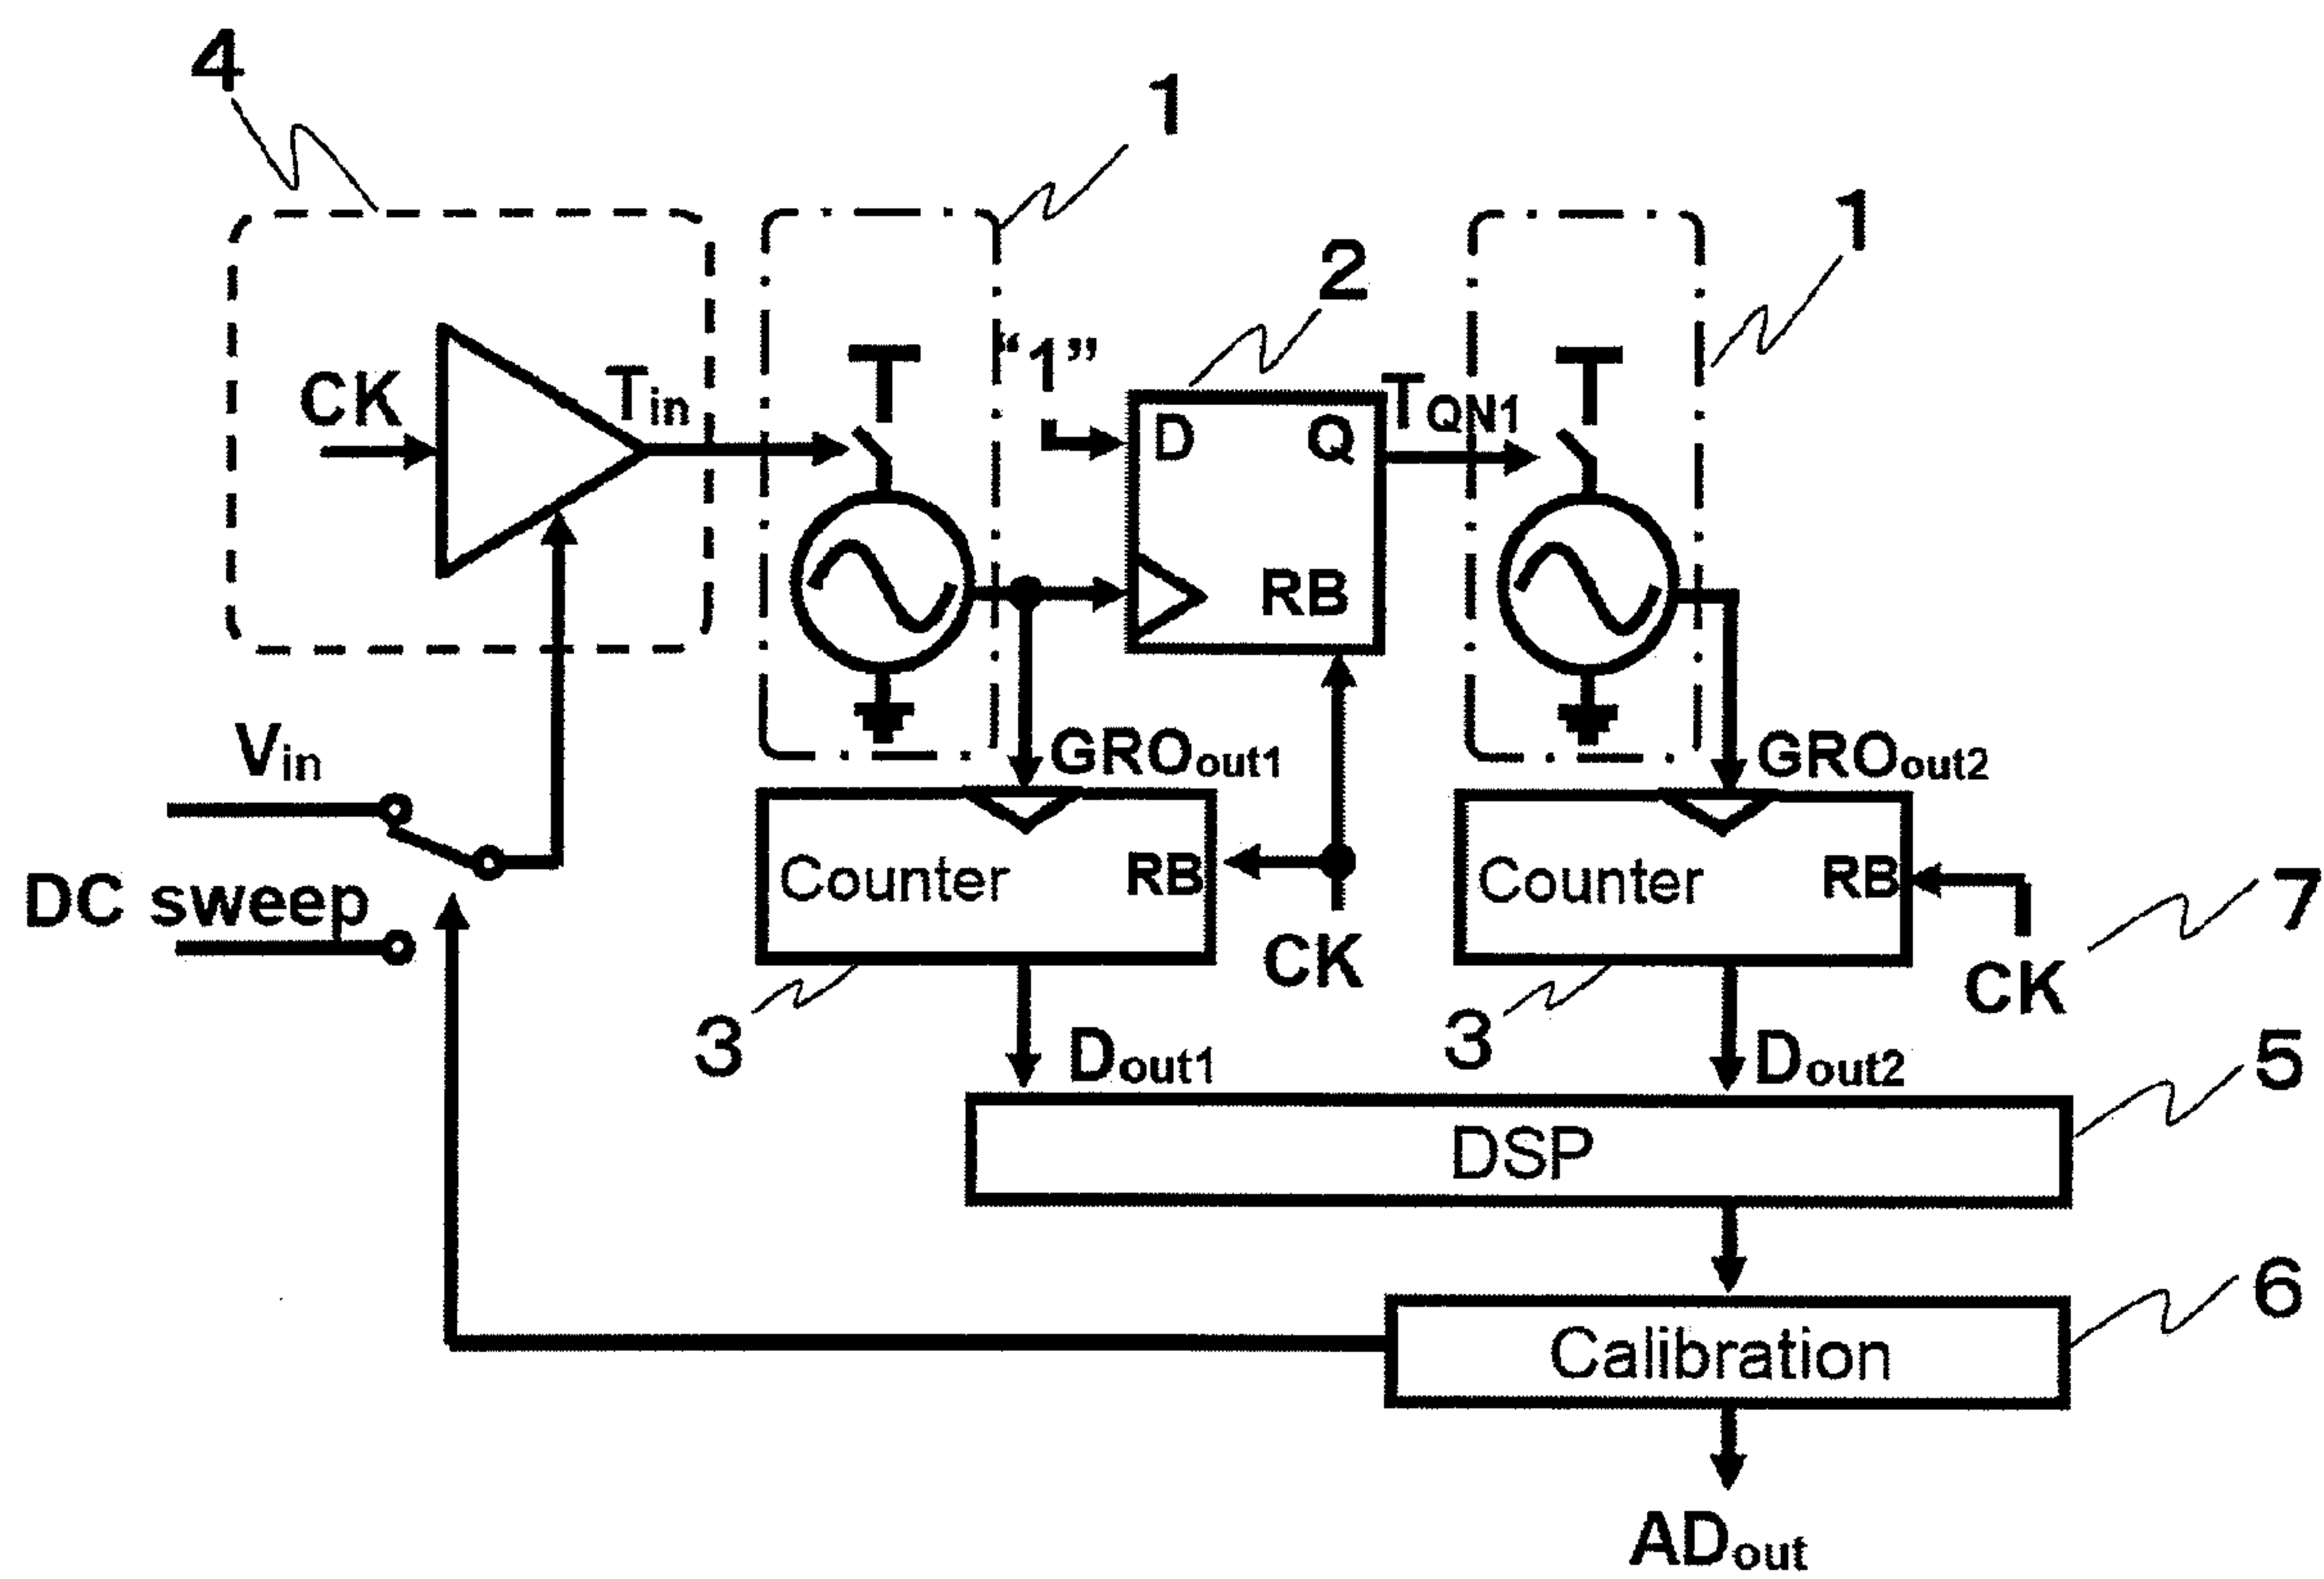 4
1
1
2
"1"
CK
Tin
D
Q
TQN1
RB
Vin
GROout1
GROout2
DC sweep
Counter
RB
Counter
RB
7
CK
CK
3
3
Dout1
Dout2
5
DSP
6
Calibration
ADout